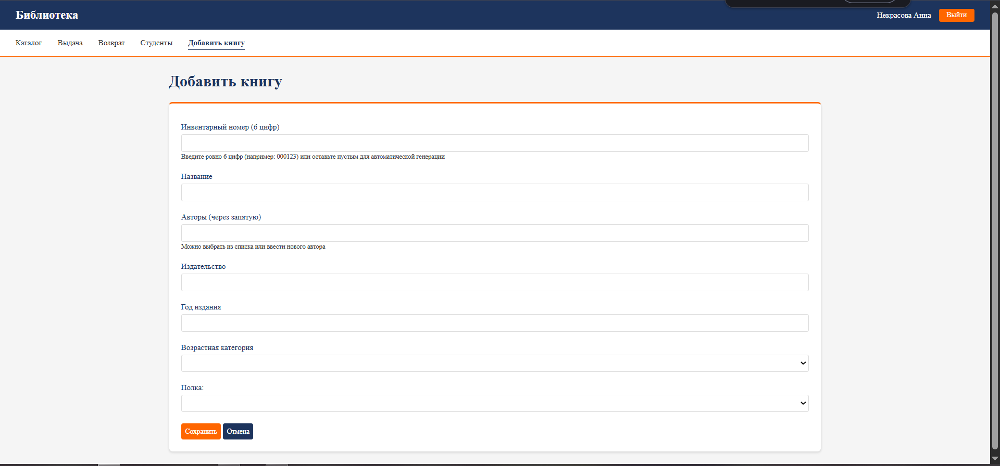 Библиотека
Некрасова Анна
Выйти
Каталог
Выдача
Возврат
Студенты
Добавить книгу
Добавить книгу
Инвентарный номер (6 цифр)
Введите ровно 6 цифр (например: 000123) или оставьте пустым для автоматической генерации
Название
Авторы (через запятую)
Можно выбрать из списка или ввести нового автора
Издательство
Год издания
Возрастная категория
Полка:
Сохранить
Отмена